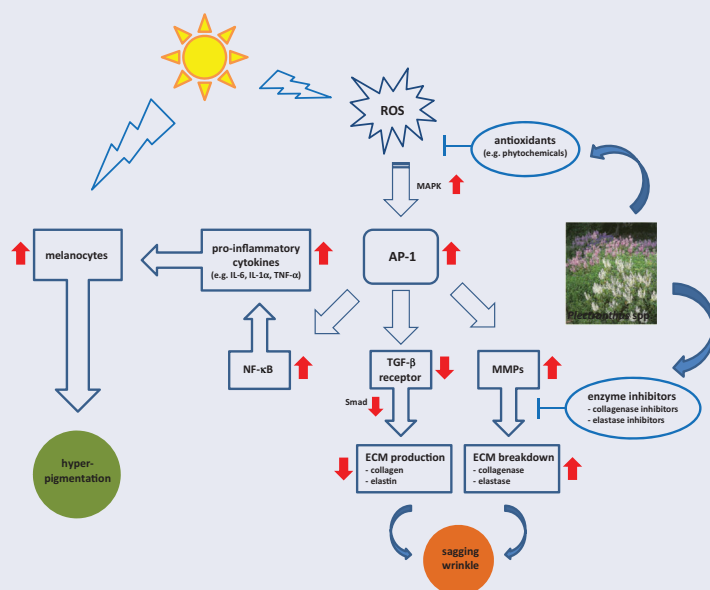 ROS
antioxidants
(e.g. phytochemicals)
MAPK
melanocytes
pro-inflammatory
cytokines
(e.g. IL-6, IL-1α, TNF-α)
AP-1
Plectranthus spp.
NF-κB
TGF-β
receptor
MMPs
Smad
enzyme inhibitors
- collagenase inhibitors
- elastase inhibitors
hyper-
pigmentation
ECM production
- collagen
- elastin
ECM breakdown
- collagenase
- elastase
sagging
wrinkle